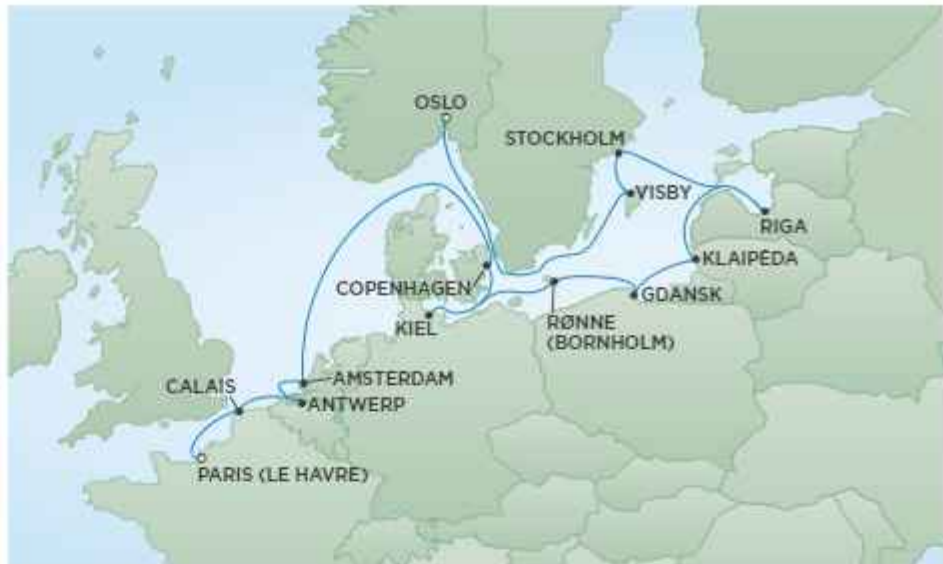 OSLO
STOCKHOLM
VISBY
RIGA
KLAIPĖDA
COPENHAGEN
GDANSK
KIEL
RØNNE
(BORNHOLM)
AMSTERDAM
CALAIS
ANTWERP
PARIS (LE HAVRE)